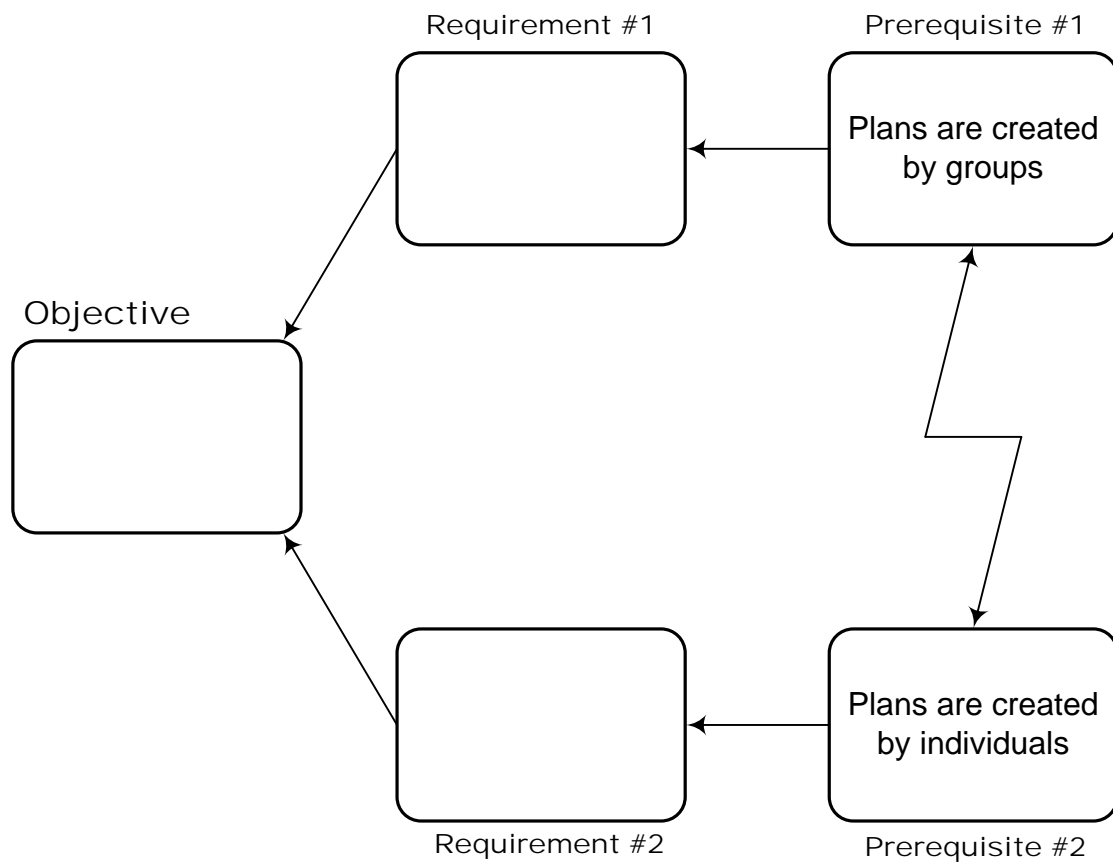 Requirement #1
Prerequisite #1
Plans are created
by groups
Objective
Plans are created
by individuals
Requirement #2
Prerequisite #2